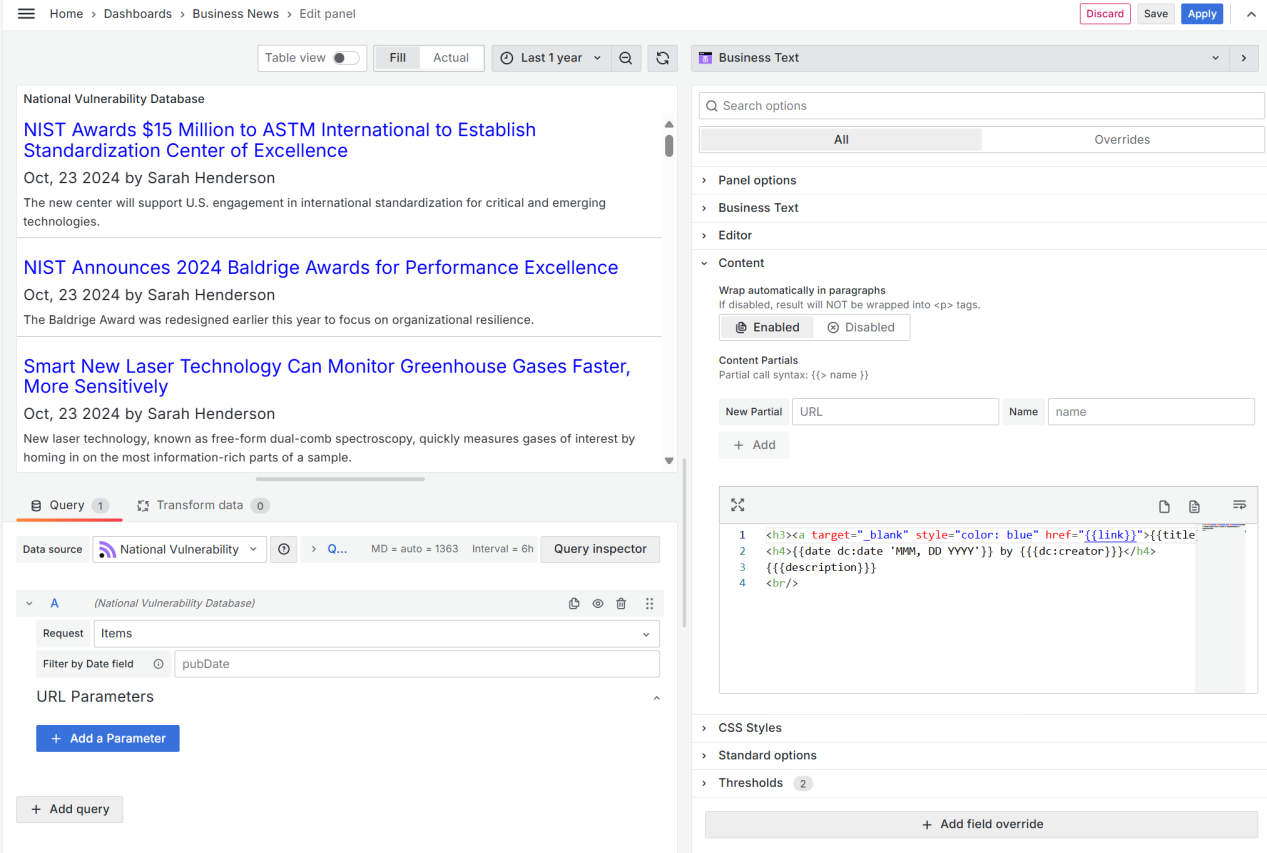 Home › Dashboards › Business News › Edit panel
Discard Save Apply
Table view Fill Actual Last 1 year
Business Text
National Vulnerability Database
NIST Awards $15 Million to ASTM International to Establish
Standardization Center of Excellence
Oct, 23 2024 by Sarah Henderson
The new center will support U.S. engagement in international standardization for critical and emerging
technologies.
NIST Announces 2024 Baldrige Awards for Performance Excellence
Oct, 23 2024 by Sarah Henderson
The Baldrige Award was redesigned earlier this year to focus on organizational resilience.
Smart New Laser Technology Can Monitor Greenhouse Gases Faster,
More Sensitively
Oct, 23 2024 by Sarah Henderson
New laser technology, known as free-form dual-comb spectroscopy, quickly measures gases of interest by
homing in on the most information-rich parts of a sample.
Query 1 Transform data 0
Data source National Vulnerability Q... MD = auto = 1363 Interval = 6h Query inspector
A (National Vulnerability Database)
Request Items
Filter by Date field pubDate
URL Parameters
+ Add a Parameter
+ Add query
Search options
All Overrides
Panel options
Business Text
Editor
Content
Wrap automatically in paragraphs
If disabled, result will NOT be wrapped into <p> tags.
Enabled Disabled
Content Partials
Partial call syntax: {{> name }}
New Partial URL Name name
+ Add
1 <h3><a target="_blank" style="color: blue" href="{{link}}">{{title
2 <h4>{{date dc:date 'MMM, DD YYYY'}} by {{{dc:creator}}}</h4>
3 {{{description}}}
4 <br/>
CSS Styles
Standard options
Thresholds 2
+ Add field override